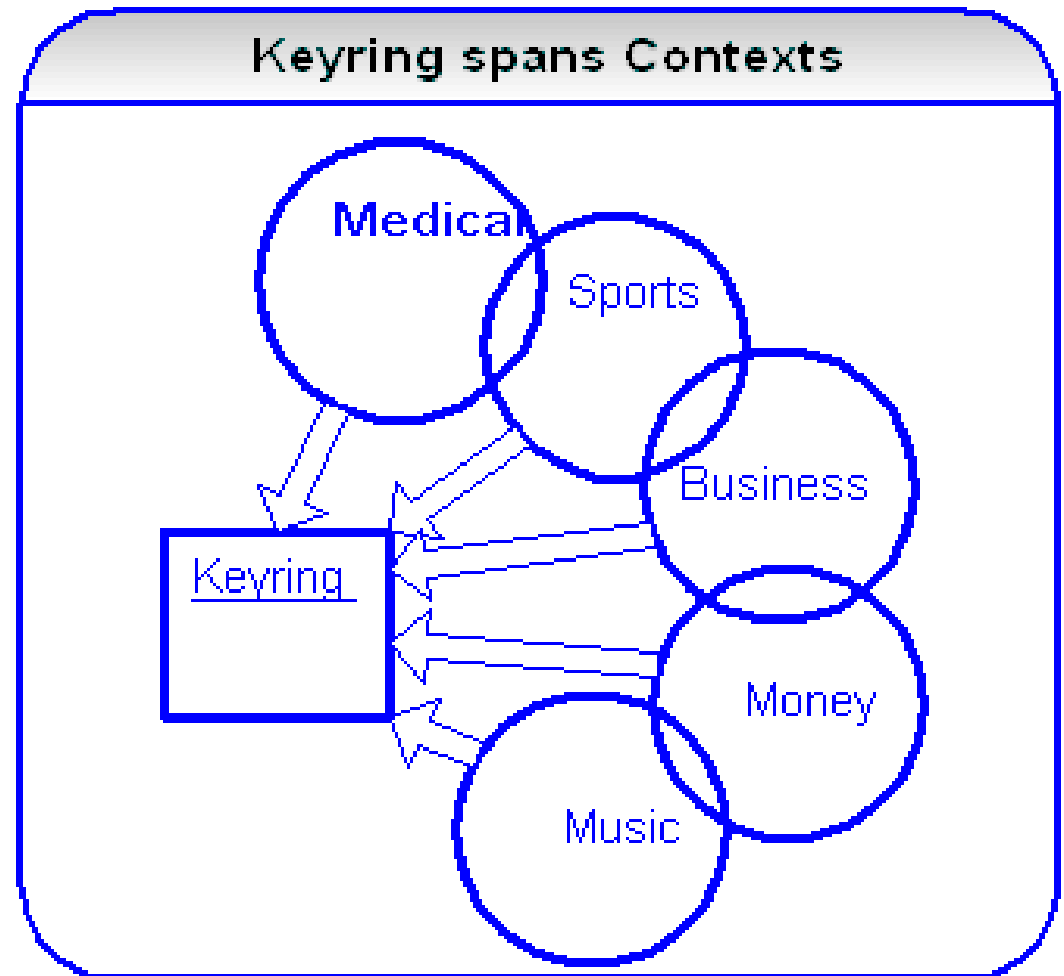 Keyring spans Contexts
Medical
Sports
Business
Keyring
Money
Music